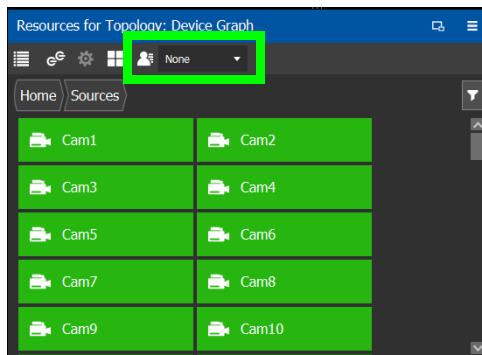 Resources for Topology: Device Graph
None
Home Sources
Cam1 Cam2
Cam3 Cam4
Cam5 Cam6
Cam7 Cam8
Cam9 Cam10